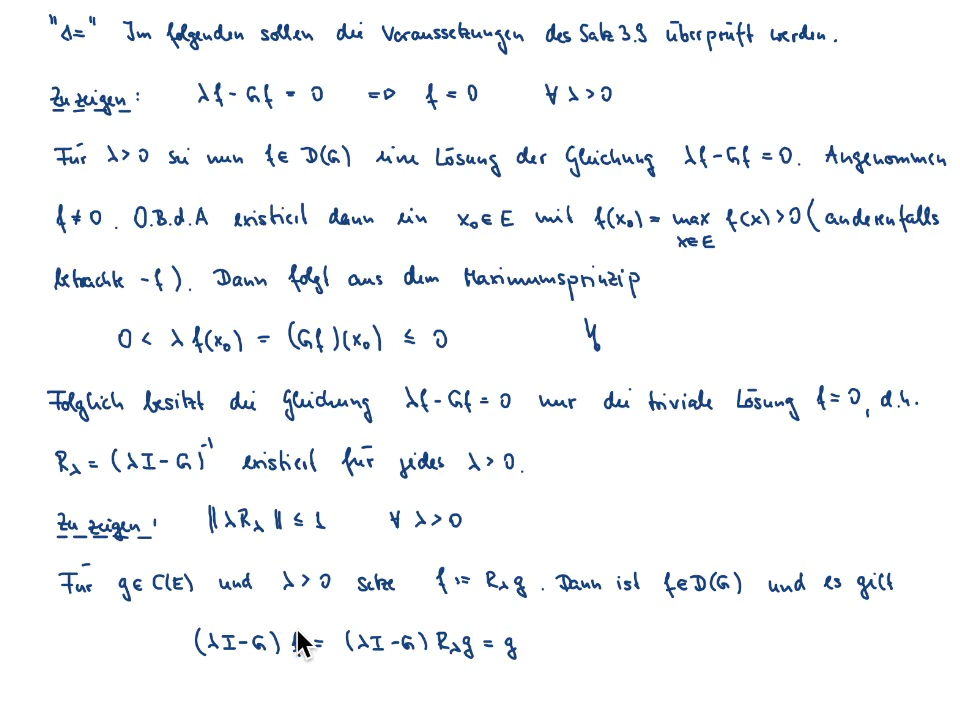 "⇐" Im folgenden sollen die Voraussetzungen des Satz 3.9 überprüft werden.
Zu zeigen: λf - Gf = 0 ⇒ f = 0 ∀ λ > 0
Für λ > 0 sei nun f ∈ D(G) eine Lösung der Gleichung λf - Gf = 0. Angenommen
f ≠ 0. O.B.d.A existiert dann ein x₀ ∈ E mit f(x₀) = max f(x) > 0 (anderenfalls
x∈E
betrachte -f). Dann folgt aus dem Maximumsprinzip
0 < λ f(x₀) = (Gf)(x₀) ≤ 0 ↯
Folglich besitzt die Gleichung λf - Gf = 0 nur die triviale Lösung f = 0, d.h.
R_λ = (λI - G)⁻¹ existiert für jedes λ > 0.
Zu zeigen: ‖λR_λ‖ ≤ 1 ∀ λ > 0
Für g ∈ C(E) und λ > 0 setze f := R_λ g. Dann ist f ∈ D(G) und es gilt
(λI - G) f = (λI - G) R_λ g = g